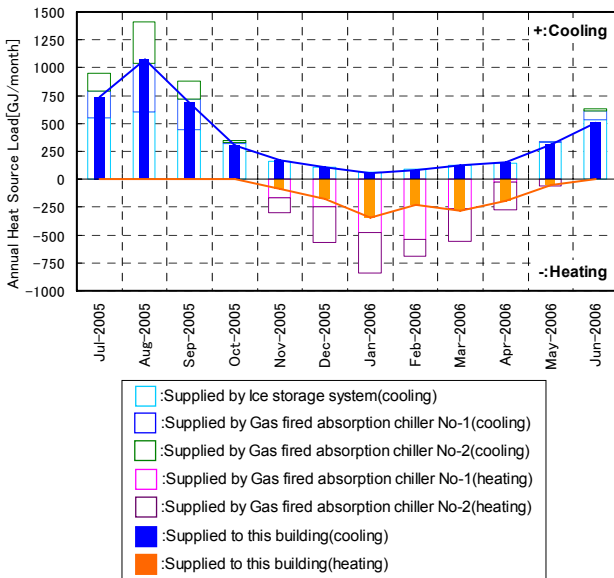 1500
1250
1000
750
500
250
0
−250
−500
−750
−1000
Annual Heat Source Load[GJ/month]
+:Cooling
-:Heating
Jul-2005
Aug-2005
Sep-2005
Oct-2005
Nov-2005
Dec-2005
Jan-2006
Feb-2006
Mar-2006
Apr-2006
May-2006
Jun-2006
:Supplied by Ice storage system(cooling)
:Supplied by Gas fired absorption chiller No-1(cooling)
:Supplied by Gas fired absorption chiller No-2(cooling)
:Supplied by Gas fired absorption chiller No-1(heating)
:Supplied by Gas fired absorption chiller No-2(heating)
:Supplied to this building(cooling)
:Supplied to this building(heating)